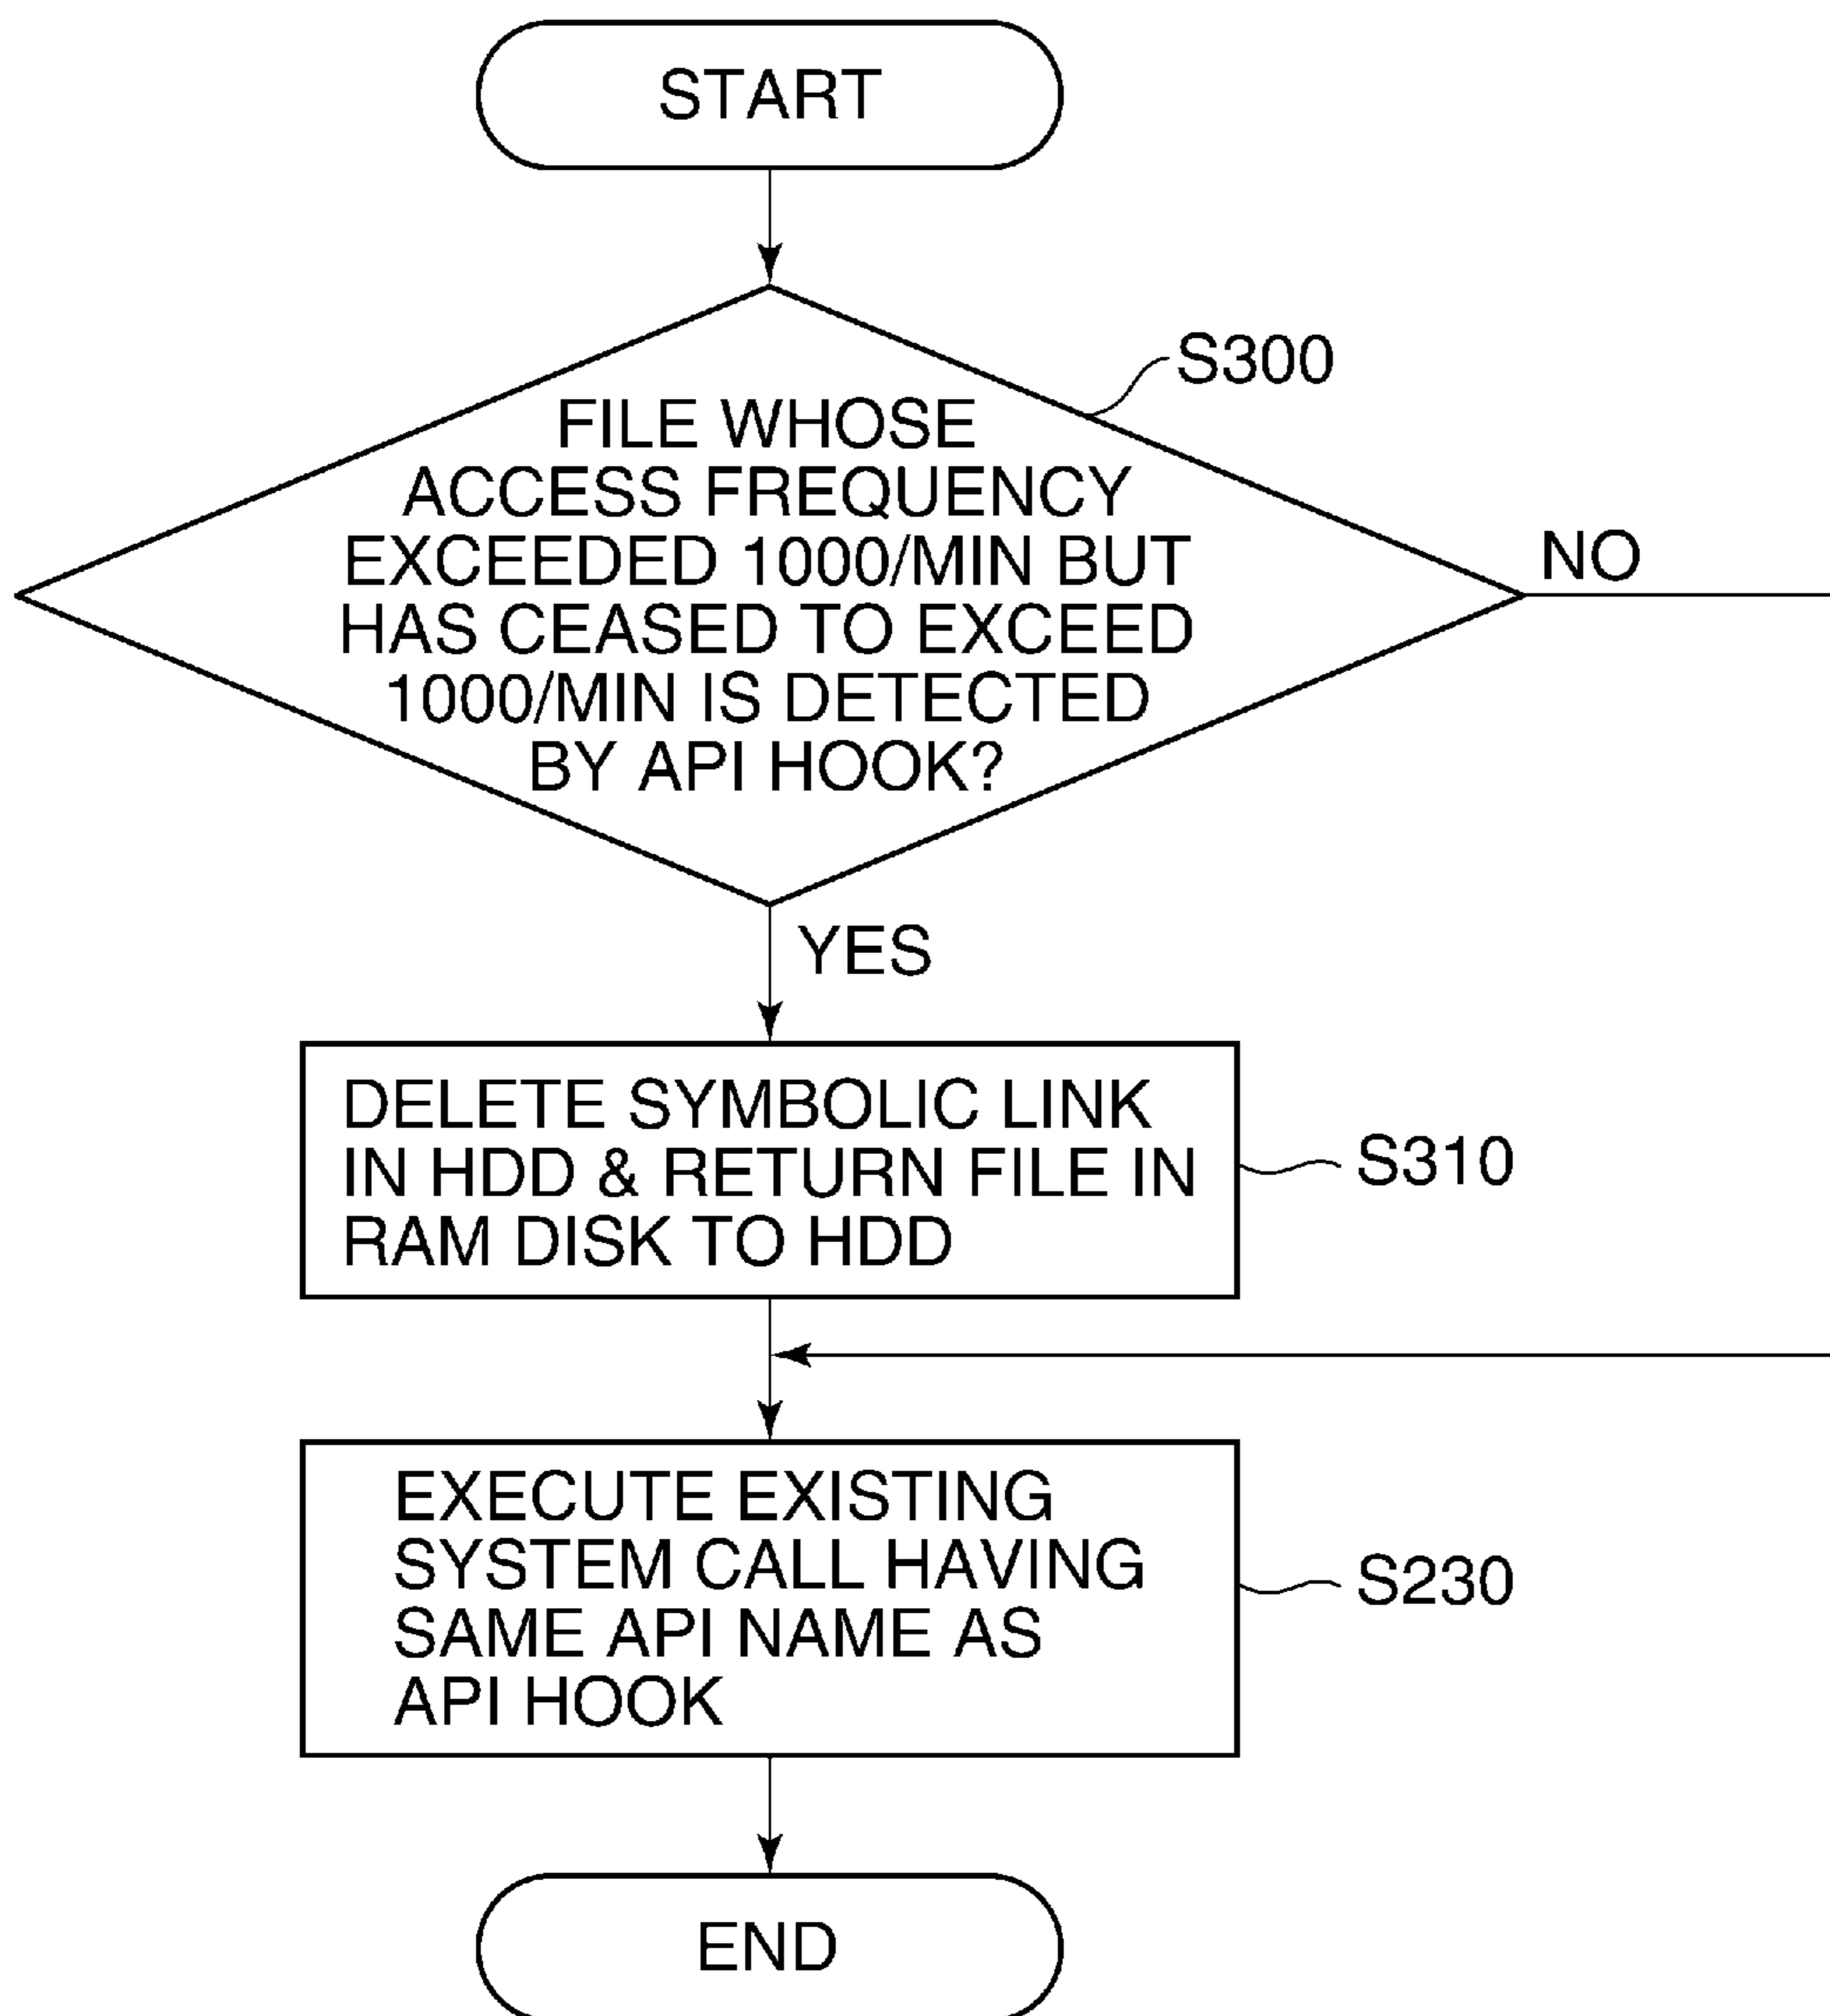 START
S300
FILE WHOSE
ACCESS FREQUENCY
EXCEEDED 1000/MIN BUT
HAS CEASED TO EXCEED
1000/MIN IS DETECTED
BY API HOOK?
NO
YES
DELETE SYMBOLIC LINK
IN HDD & RETURN FILE IN
RAM DISK TO HDD
S310
EXECUTE EXISTING
SYSTEM CALL HAVING
SAME API NAME AS
API HOOK
S230
END